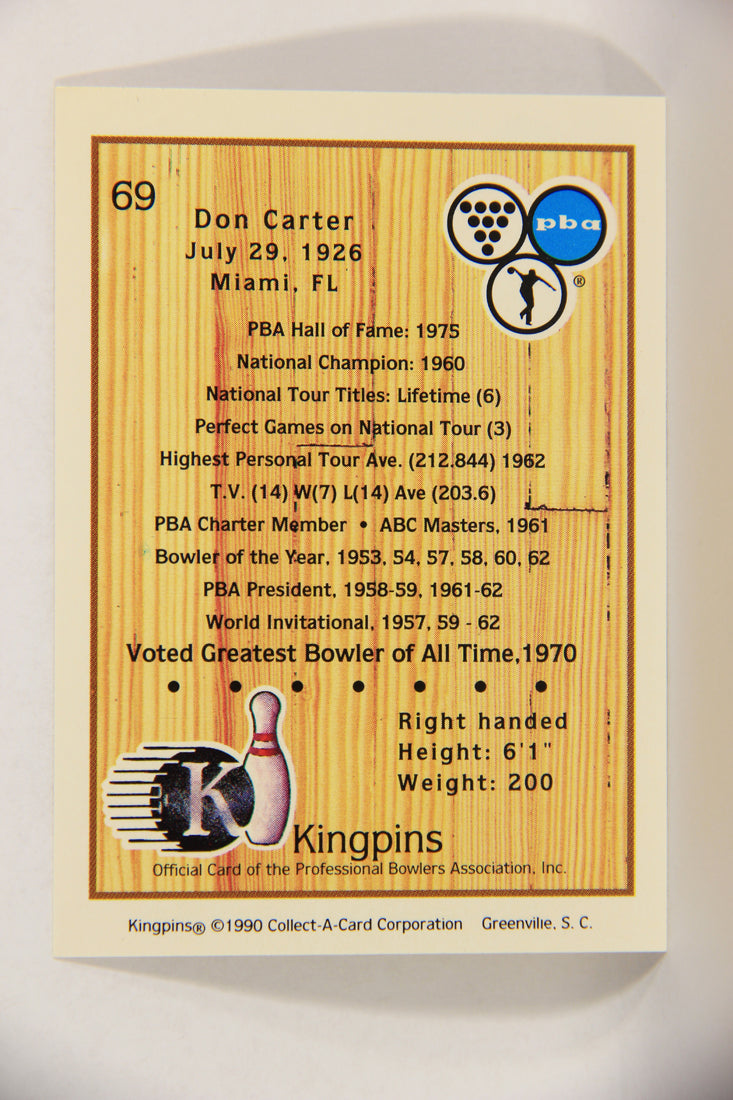 69
Don Carter
July 29, 1926
Miami, FL
pba
®
PBA Hall of Fame: 1975
National Champion: 1960
National Tour Titles: Lifetime (6)
Perfect Games on National Tour (3)
Highest Personal Tour Ave. (212.844) 1962
T.V. (14) W(7) L(14) Ave (203.6)
PBA Charter Member • ABC Masters, 1961
Bowler of the Year, 1953, 54, 57, 58, 60, 62
PBA President, 1958-59, 1961-62
World Invitational, 1957, 59 - 62
Voted Greatest Bowler of All Time,1970
Right handed
Height: 6'1"
Weight: 200
K
Kingpins
Official Card of the Professional Bowlers Association, Inc.
Kingpins® ©1990 Collect-A-Card Corporation Greenville, S. C.